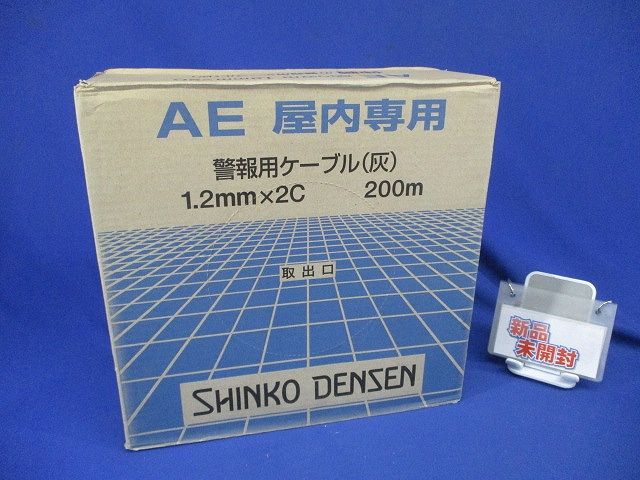 AE 屋内専用
警報用ケーブル(灰)
1.2mm×2C 200m
取出口
SHINKO DENSEN
新品
未開封